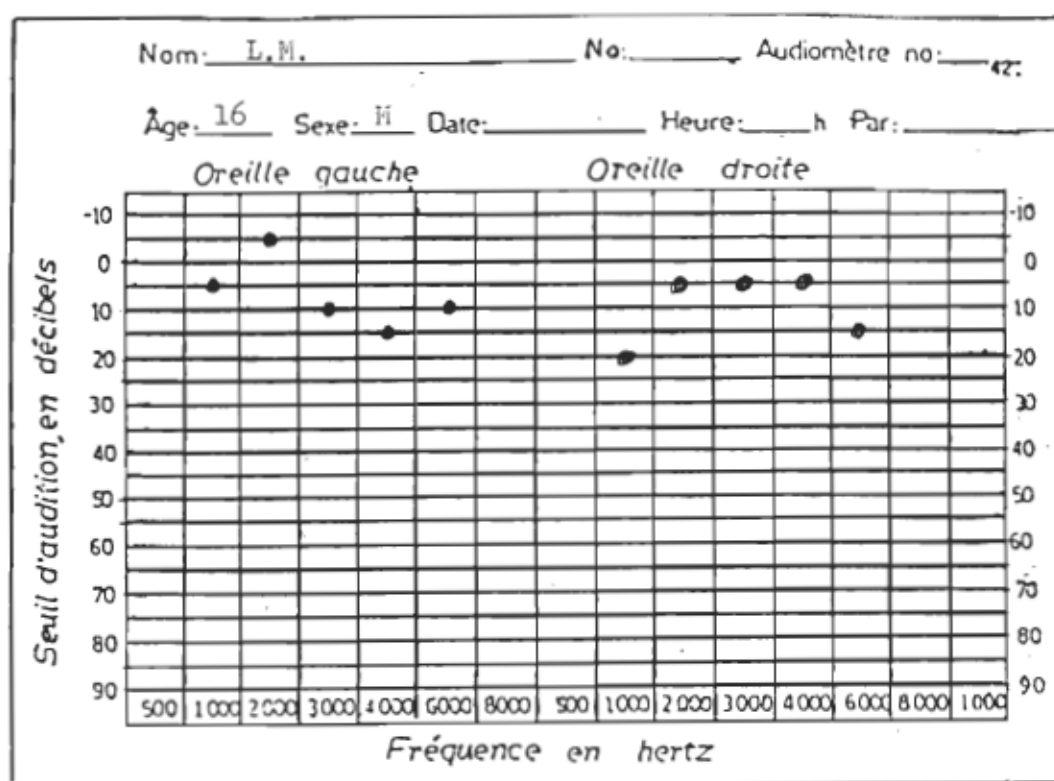 Nom: L.M. No: Audiomètre no: 42.
Âge: 16 Sexe: M Date: Heure: h Par:
Oreille gauche Oreille droite
-10 -10
0 0
10 10
20 20
30 30
40 40
50 50
60 60
70 70
80 80
90 90
Seuil d'audition, en décibels
500 1000 2000 3000 4000 6000 8000 500 1000 2000 3000 4000 6000 8000 1000
Fréquence en hertz